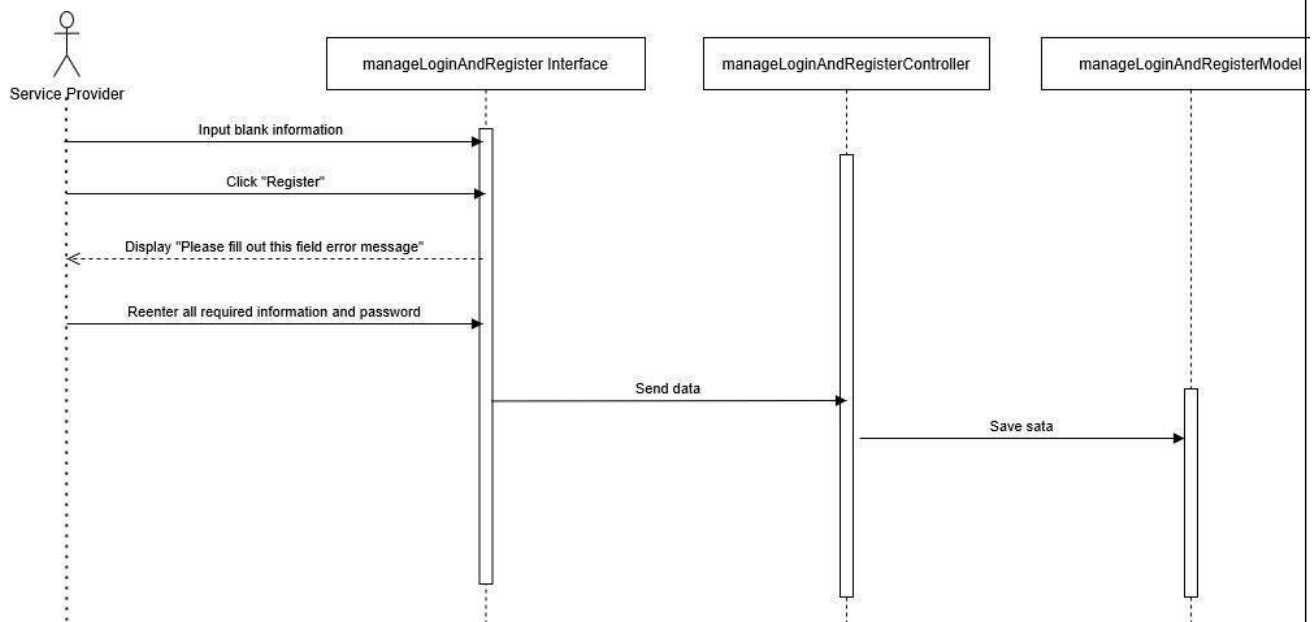 manageLoginAndRegister Interface
manageLoginAndRegisterController
manageLoginAndRegisterModel
Service Provider
Input blank information
Click "Register"
Display "Please fill out this field error message"
Reenter all required information and password
Send data
Save sata